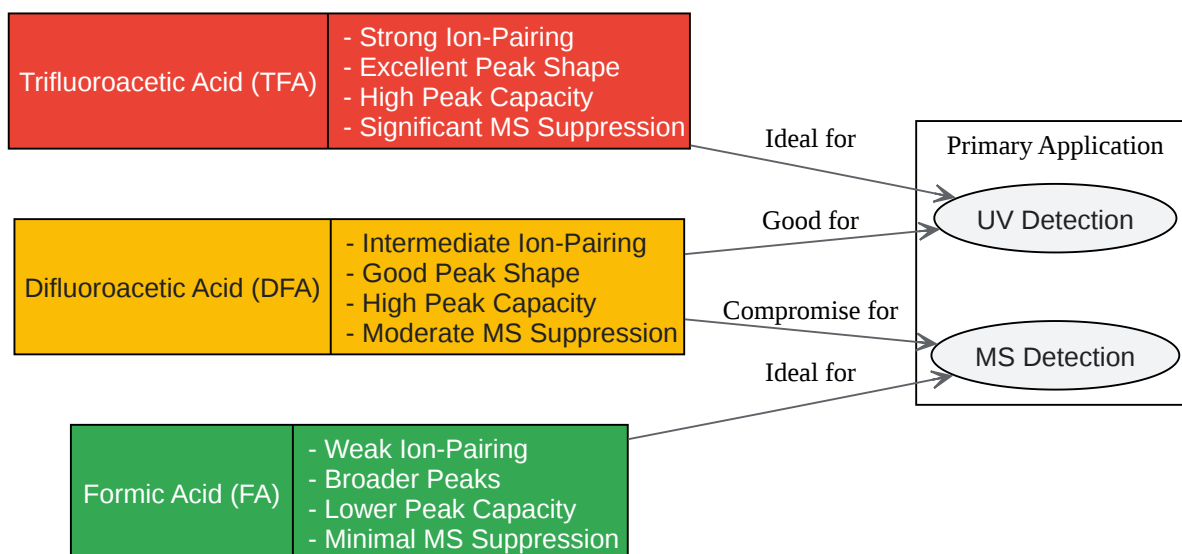 Trifluoroacetic Acid (TFA)
- Strong Ion-Pairing
- Excellent Peak Shape
- High Peak Capacity
- Significant MS Suppression
Ideal for
Primary Application
UV Detection
Good for
Difluoroacetic Acid (DFA)
- Intermediate Ion-Pairing
- Good Peak Shape
- High Peak Capacity
- Moderate MS Suppression
Compromise for
MS Detection
Ideal for
Formic Acid (FA)
- Weak Ion-Pairing
- Broader Peaks
- Lower Peak Capacity
- Minimal MS Suppression